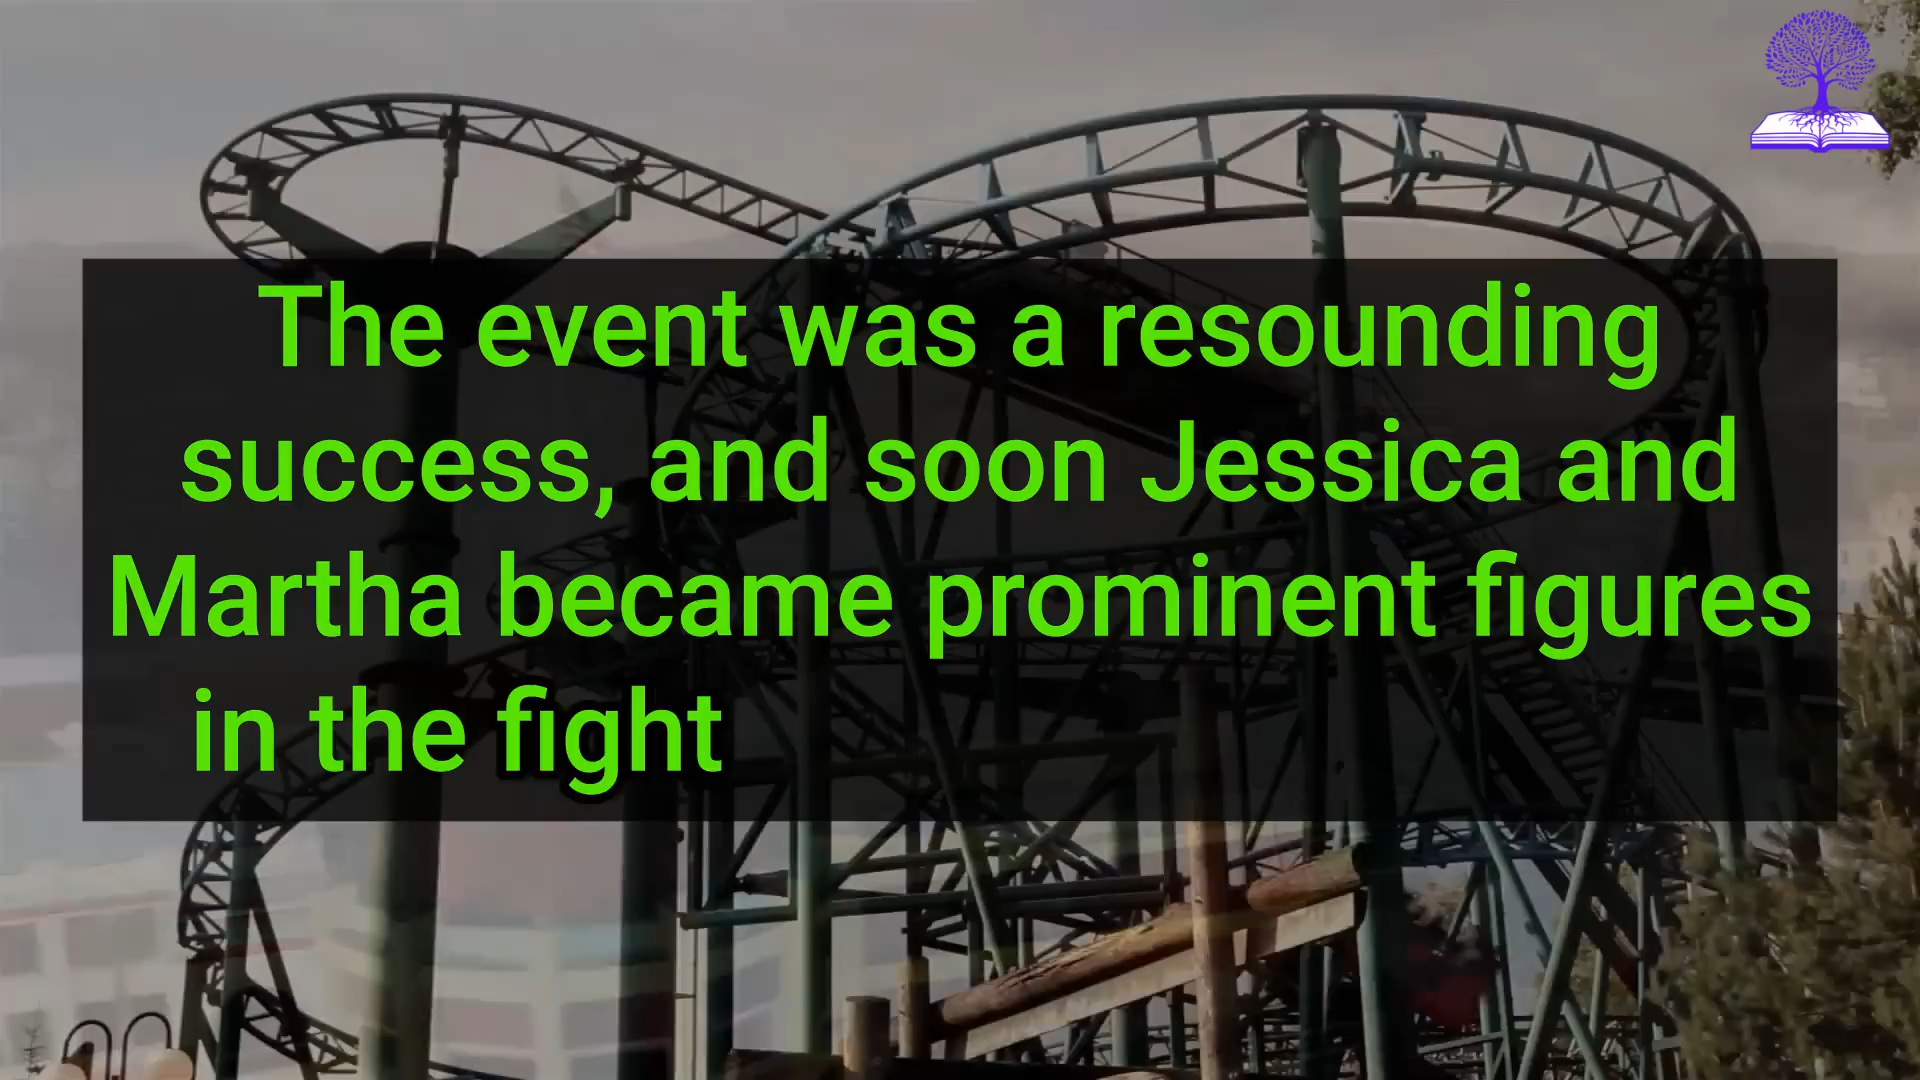 The event was a resounding
success, and soon Jessica and
Martha became prominent figures
in the fight